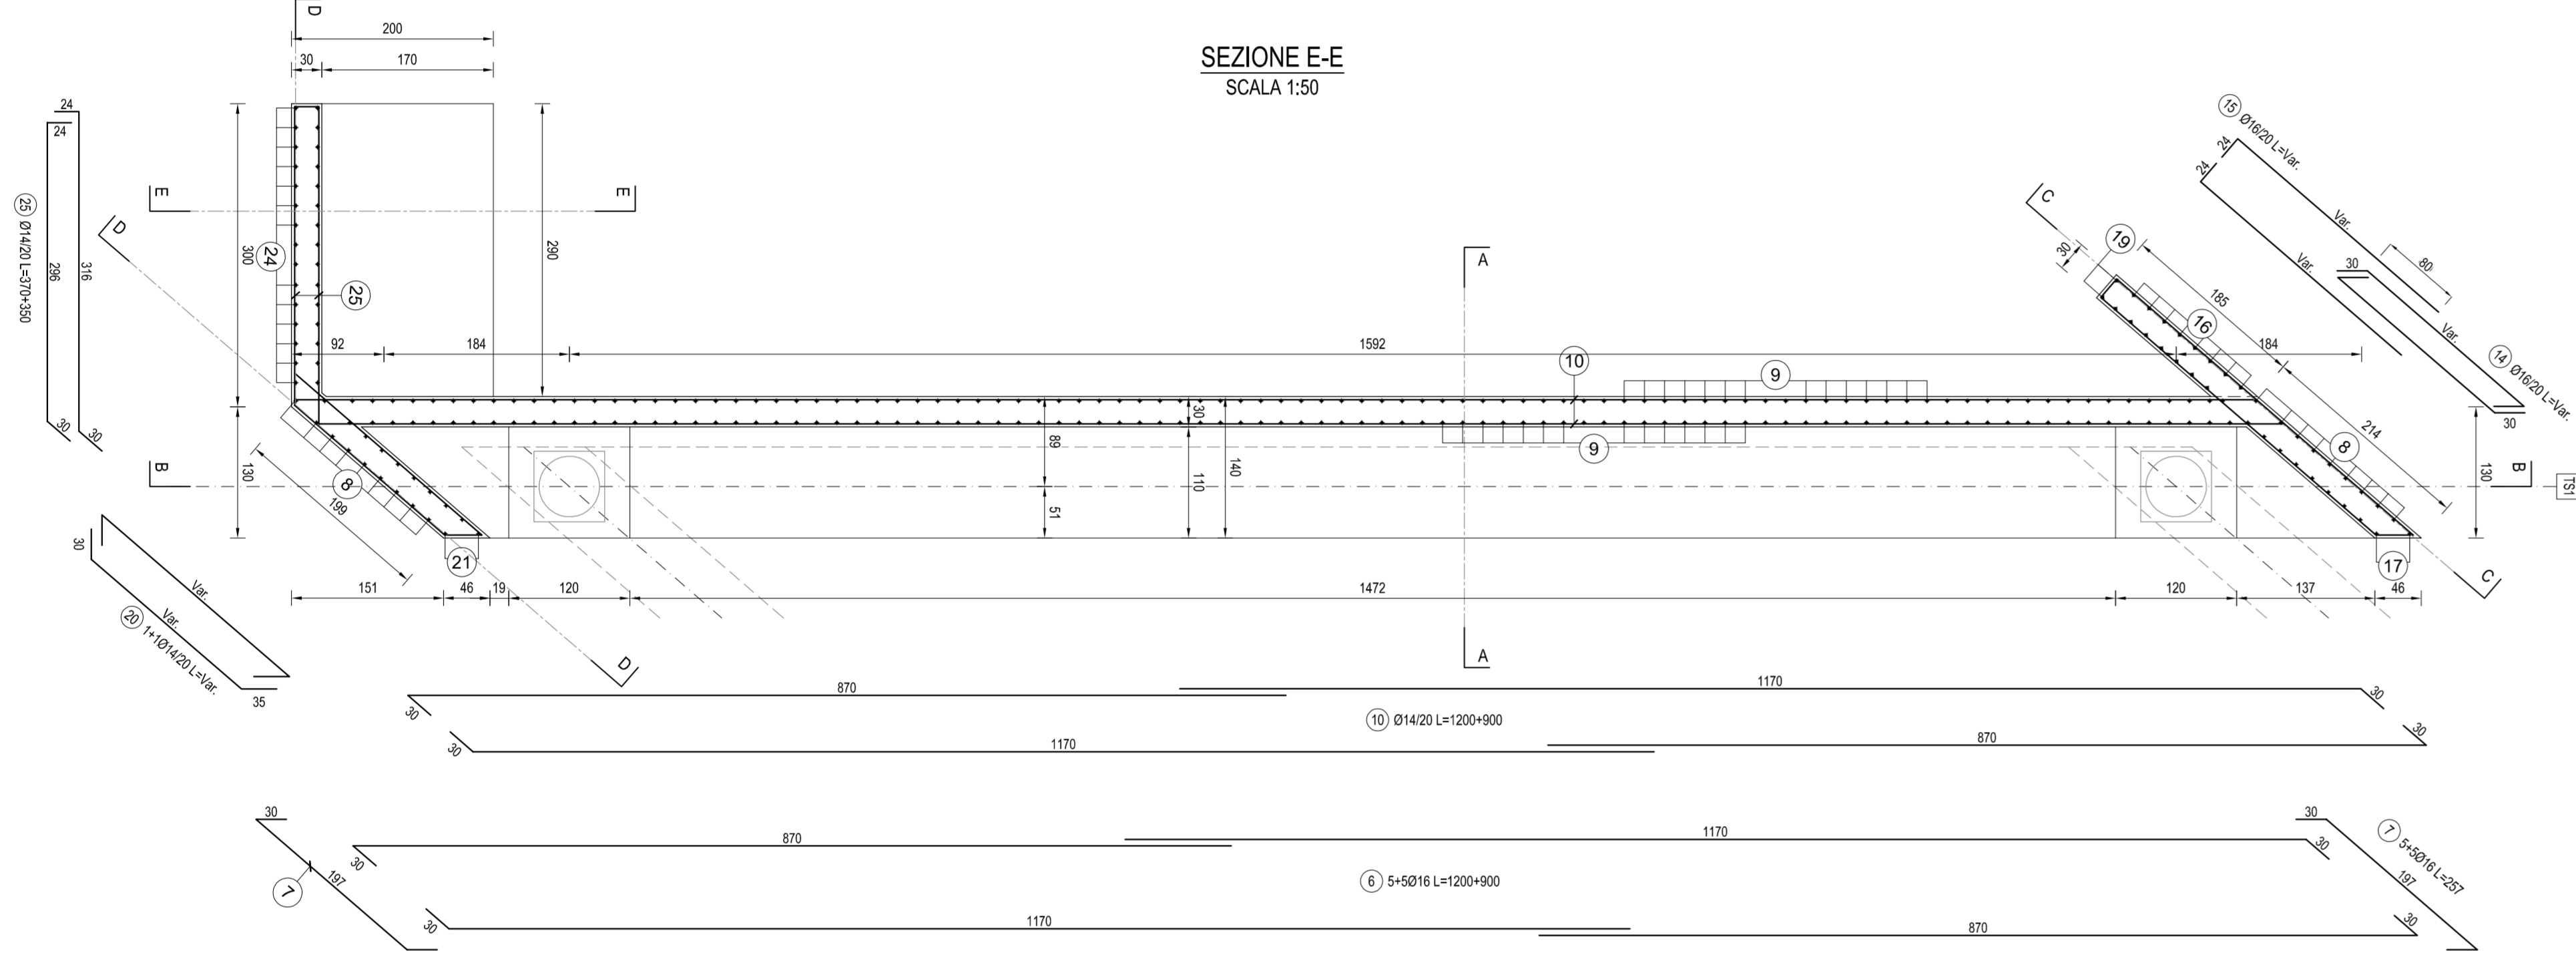 SEZIONE E-E
SCALA 1:50
D
200
30
170
24
24
25 Ø14/20 L=370+350
296
316
30
30
E
E
D
300
24
25
290
92
184
1592
10
9
9
A
30
89
140
110
51
B
130
199
8
21
151
46
19
120
1472
120
137
46
D
A
15 Ø16/20 L=Var.
24
24
Var.
Var.
80
30
Var.
14 Ø16/20 L=Var.
30
C
30
19
185
16
184
214
8
130
B
TS1
17
C
30
Var.
Var.
20 1+1Ø14/20 L=Var.
35
870
1170
30
30
10 Ø14/20 L=1200+900
30
1170
870
30
30
197
7
870
1170
30
30
6 5+5Ø16 L=1200+900
30
1170
870
30
30
7 5+5Ø16 L=257
197